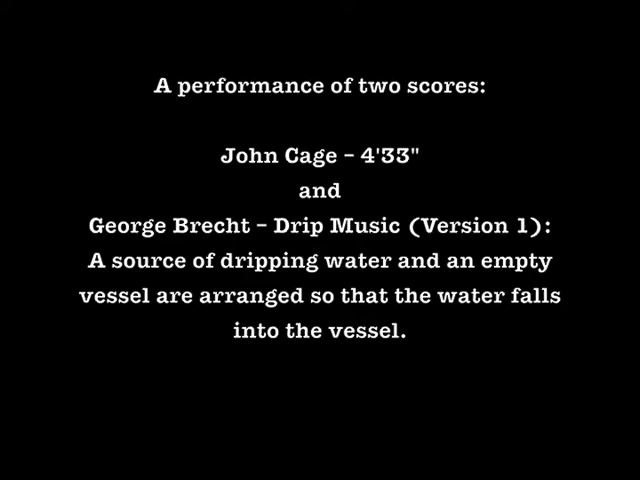 A performance of two scores:
John Cage – 4'33"
and
George Brecht – Drip Music (Version 1):
A source of dripping water and an empty
vessel are arranged so that the water falls
into the vessel.